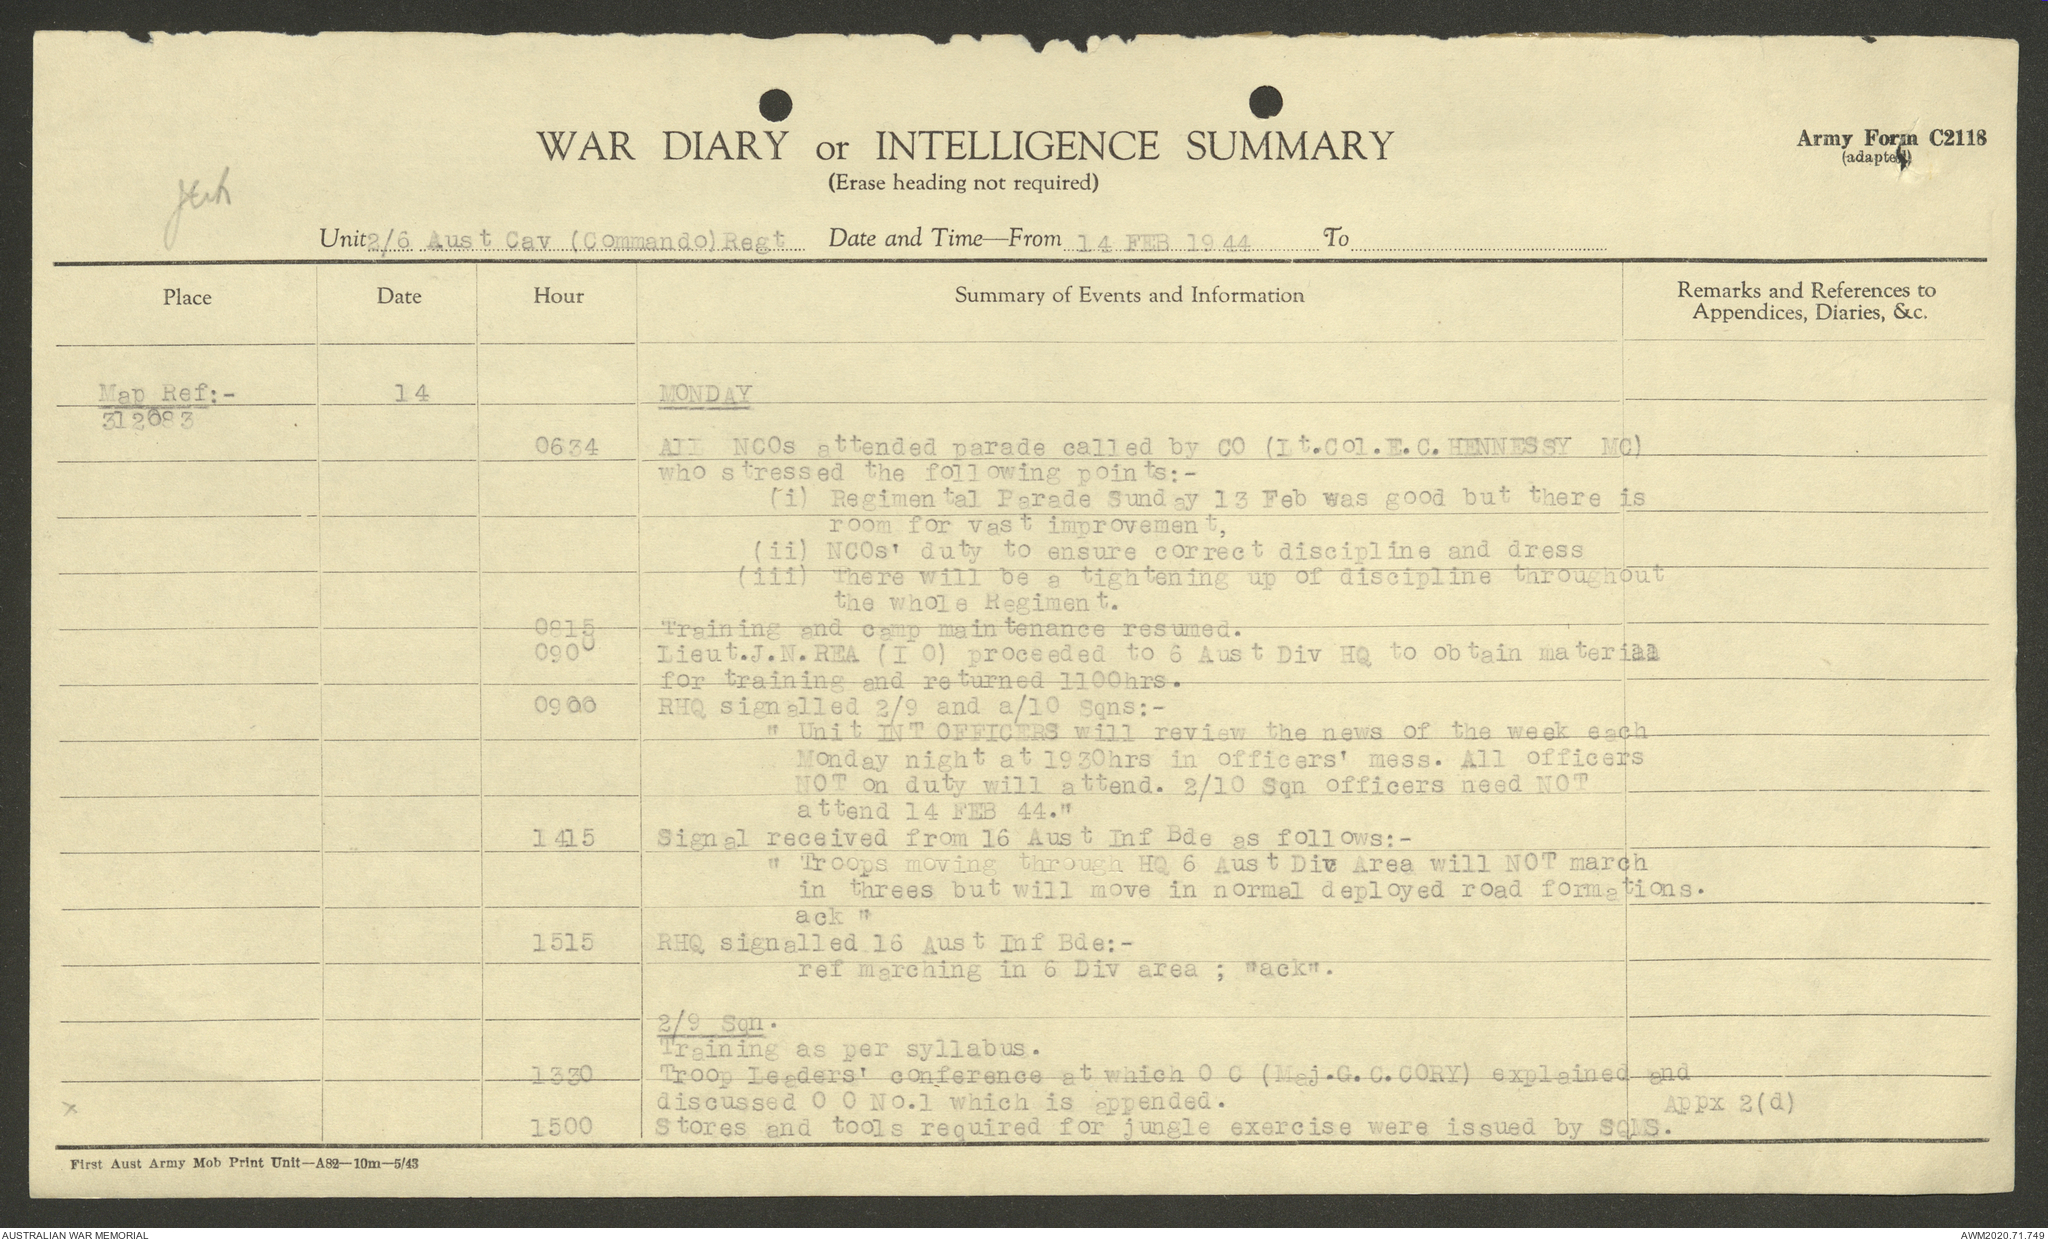 WAR DIARY or INTELLIGENCE SUMMARY
(Erase heading not required)
Army Form C2118
(adapted)
Unit 2/6 Aust Cav (Commando) Regt Date and Time—From 14 FEB 1944 To
Place Date Hour Summary of Events and Information Remarks and References to
Appendices, Diaries, &c.
Map Ref:- 14 MONDAY
312083
0634 All NCOs attended parade called by CO (Lt.Col.E.C.HENNESSY MC)
who stressed the following points:-
(i) Regimental Parade Sunday 13 Feb was good but there is
room for vast improvement,
(ii) NCOs' duty to ensure correct discipline and dress
(iii) There will be a tightening up of discipline throughout
the whole Regiment.
0815 Training and camp maintenance resumed.
0900 Lieut.J.N.REA (I O) proceeded to 6 Aust Div HQ to obtain material
for training and returned 1100hrs.
0900 RHQ signalled 2/9 and a/10 Sqns:-
" Unit INT OFFICERS will review the news of the week each
Monday night at 1930hrs in officers' mess. All officers
NOT on duty will attend. 2/10 Sqn officers need NOT
attend 14 FEB 44."
1415 Signal received from 16 Aust Inf Bde as follows:-
" Troops moving through HQ 6 Aust Div Area will NOT march
in threes but will move in normal deployed road formations.
ack "
1515 RHQ signalled 16 Aust Inf Bde:-
ref marching in 6 Div area ; "ack".
2/9 Sqn.
Training as per syllabus.
1330 Troop Leaders' conference at which O C (Maj.G.C.CORY) explained and
x discussed O O No.1 which is appended. Appx 2(d)
1500 Stores and tools required for jungle exercise were issued by SQMS.
First Aust Army Mob Print Unit—A82—10m—5/43
AUSTRALIAN WAR MEMORIAL AWM2020.71.749